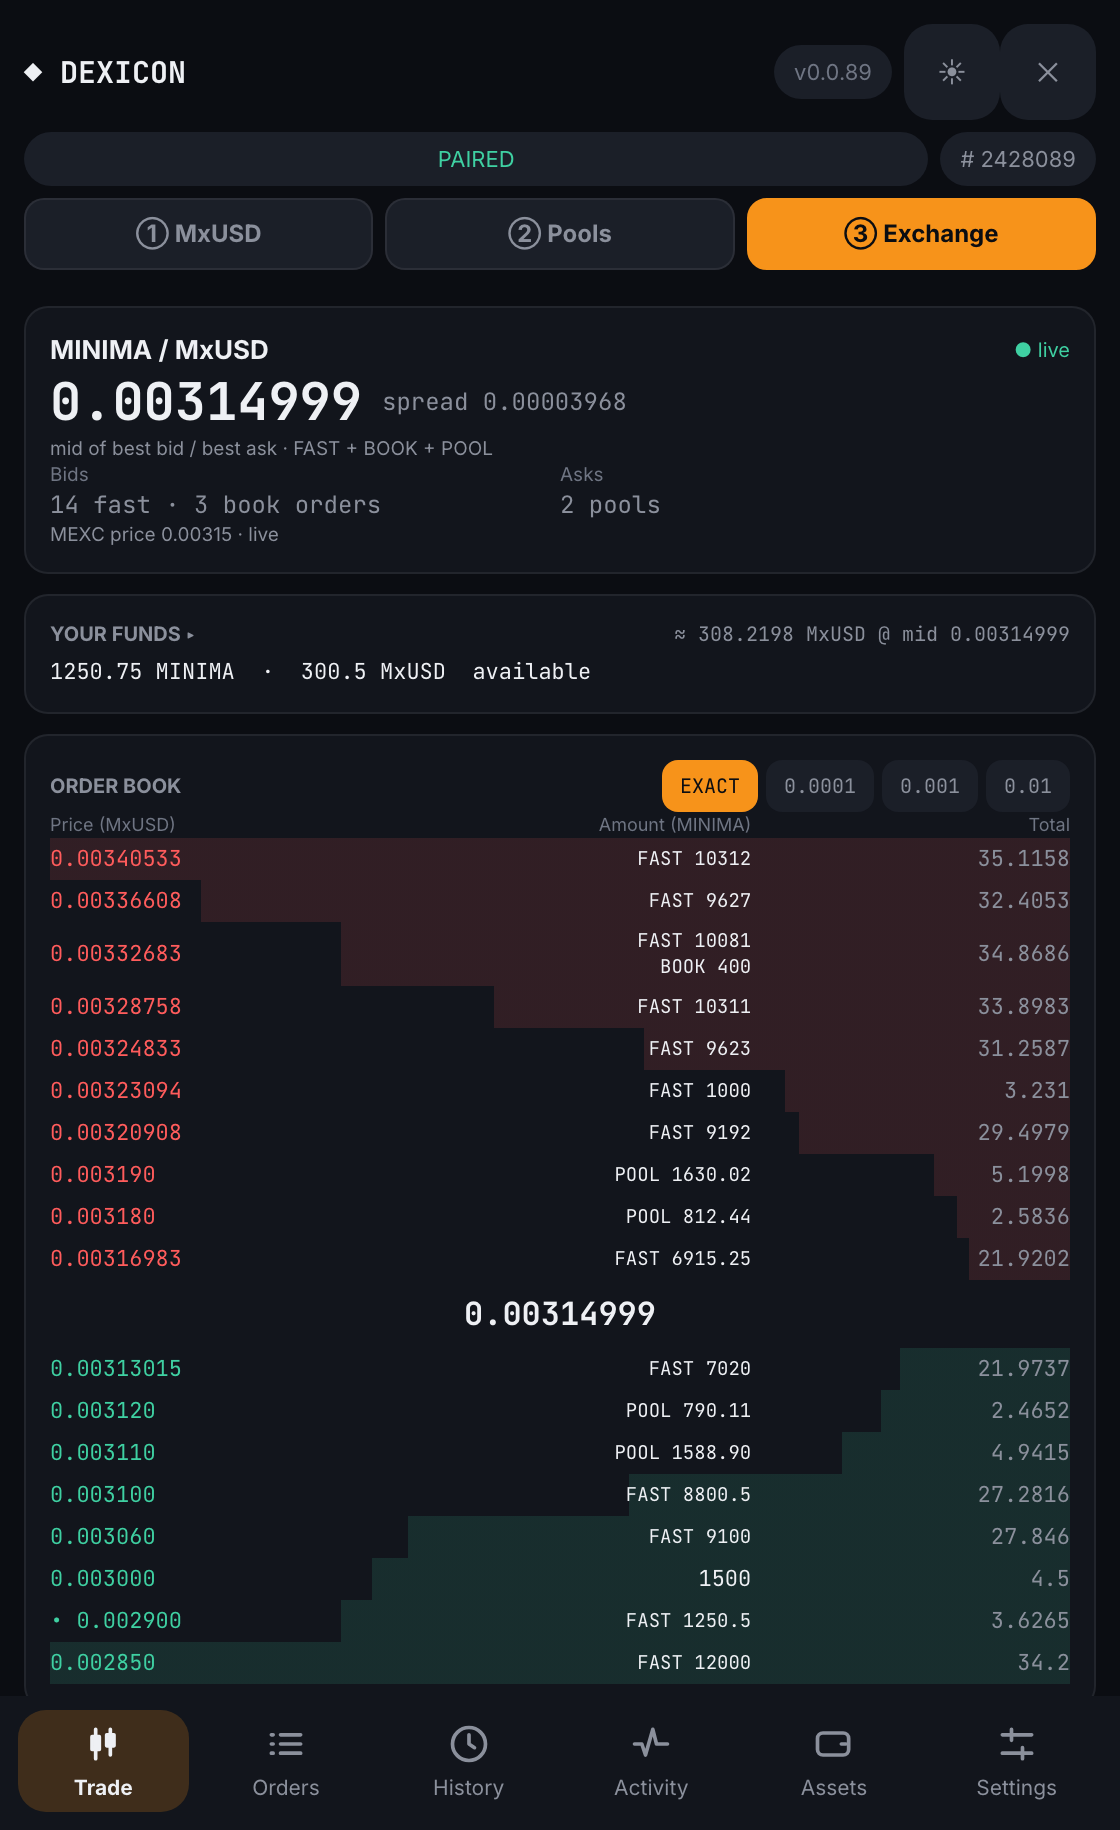 ◆ DEXICON v0.0.89
PAIRED # 2428089
① MxUSD ② Pools ③ Exchange
MINIMA / MxUSD ● live
0.00314999 spread 0.00003968
mid of best bid / best ask · FAST + BOOK + POOL
Bids Asks
14 fast · 3 book orders 2 pools
MEXC price 0.00315 · live
YOUR FUNDS ▸ ≈ 308.2198 MxUSD @ mid 0.00314999
1250.75 MINIMA · 300.5 MxUSD available
ORDER BOOK EXACT 0.0001 0.001 0.01
Price (MxUSD) Amount (MINIMA) Total
0.00340533 FAST 10312 35.1158
0.00336608 FAST 9627 32.4053
0.00332683 FAST 10081 34.8686
BOOK 400
0.00328758 FAST 10311 33.8983
0.00324833 FAST 9623 31.2587
0.00323094 FAST 1000 3.231
0.00320908 FAST 9192 29.4979
0.003190 POOL 1630.02 5.1998
0.003180 POOL 812.44 2.5836
0.00316983 FAST 6915.25 21.9202
0.00314999
0.00313015 FAST 7020 21.9737
0.003120 POOL 790.11 2.4652
0.003110 POOL 1588.90 4.9415
0.003100 FAST 8800.5 27.2816
0.003060 FAST 9100 27.846
0.003000 1500 4.5
• 0.002900 FAST 1250.5 3.6265
0.002850 FAST 12000 34.2
Trade Orders History Activity Assets Settings